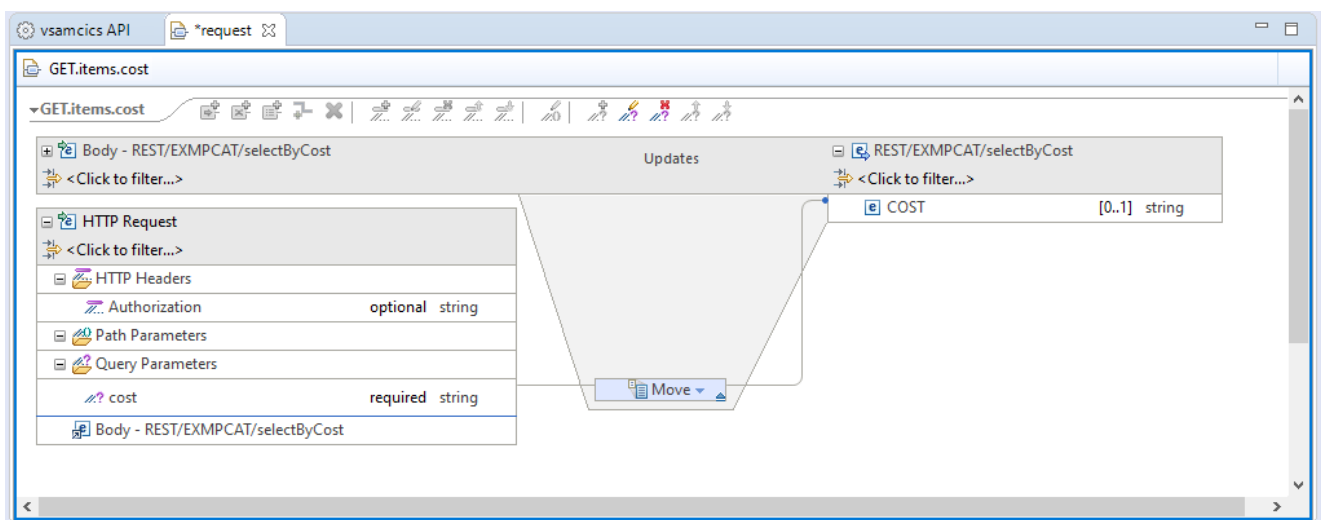 vsamcics API
*request
GET.items.cost
GET.items.cost
Body - REST/EXMPCAT/selectByCost
<Click to filter...>
Updates
REST/EXMPCAT/selectByCost
<Click to filter...>
COST [0..1] string
HTTP Request
<Click to filter...>
HTTP Headers
Authorization optional string
Path Parameters
Query Parameters
cost required string
Move
Body - REST/EXMPCAT/selectByCost